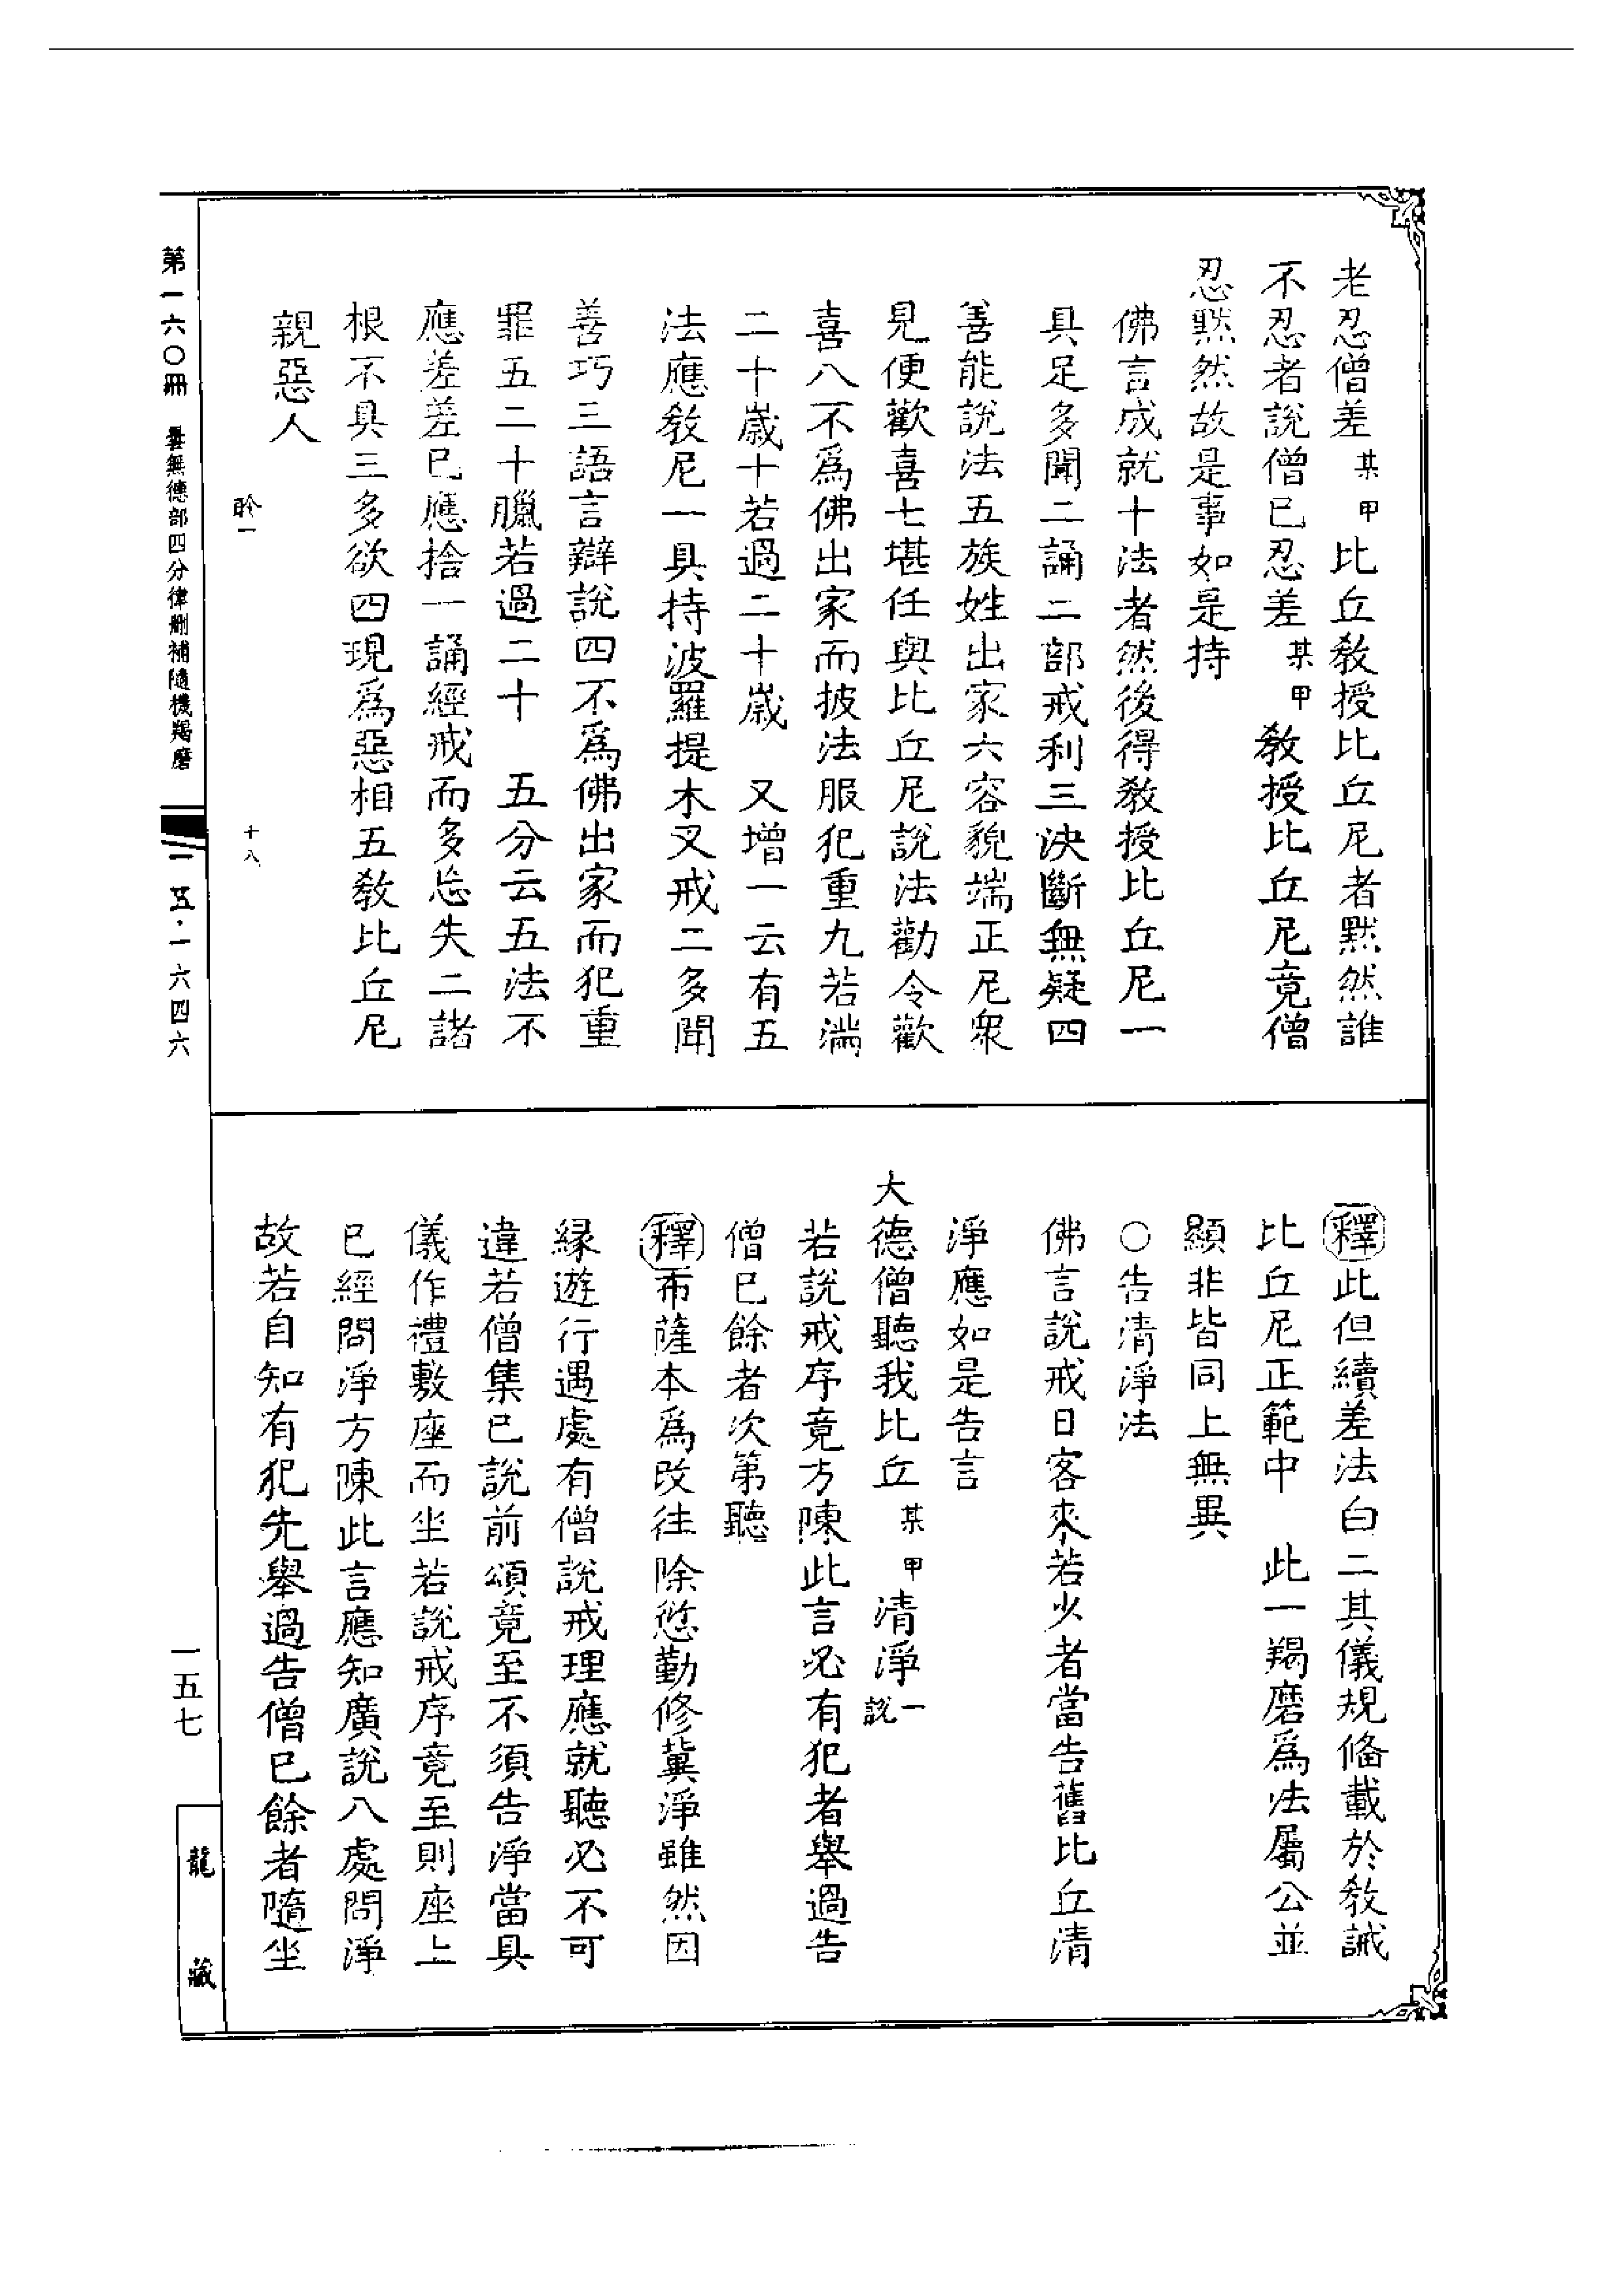 老忍僧差某甲比丘教授比丘尼者默然誰
不忍者說僧已忍差某甲教授比丘尼竟僧
忍默然故是事如是持
佛言成就十法者然後得教授比丘尼一
具足多聞二誦二部戒利三決斷無疑四
善能說法五族姓出家六容貌端正尼衆
見便歡喜七堪任與比丘尼說法勸令歡
喜八不爲佛出家而披法服犯重九若滿
二十歲十若過二十歲　又增一云有五
法應教尼一具持波羅提木叉戒二多聞
善巧三語言辯說四不爲佛出家而犯重
罪五二十臘若過二十　五分云五法不
應差差已應捨一誦經戒而多忘失二諸
根不具三多欲四現爲惡相五教比丘尼
親惡人
聆一　十八
釋此但續差法白二其儀規俻載於教誡
比丘尼正範中　此一羯磨爲法屬公並
顯非皆同上無異
○告清淨法
佛言說戒日客來若少者當告舊比丘清
淨應如是告言
大德僧聽我比丘某甲清淨一說
若說戒序竟方陳此言必有犯者舉過告
僧已餘者次第聽
釋布薩本爲改往除愆勤修冀淨雖然因
緣遊行遇處有僧說戒理應就聽必不可
違若僧集已說前頌竟至不須告淨當具
儀作禮敷座而坐若說戒序竟至則座上
已經問淨方陳此言應知廣說八處問淨
故若自知有犯先舉過告僧已餘者隨坐
第一六〇冊　曇無德部四分律刪補隨機羯磨
一五·一六四六
一五七
龍藏